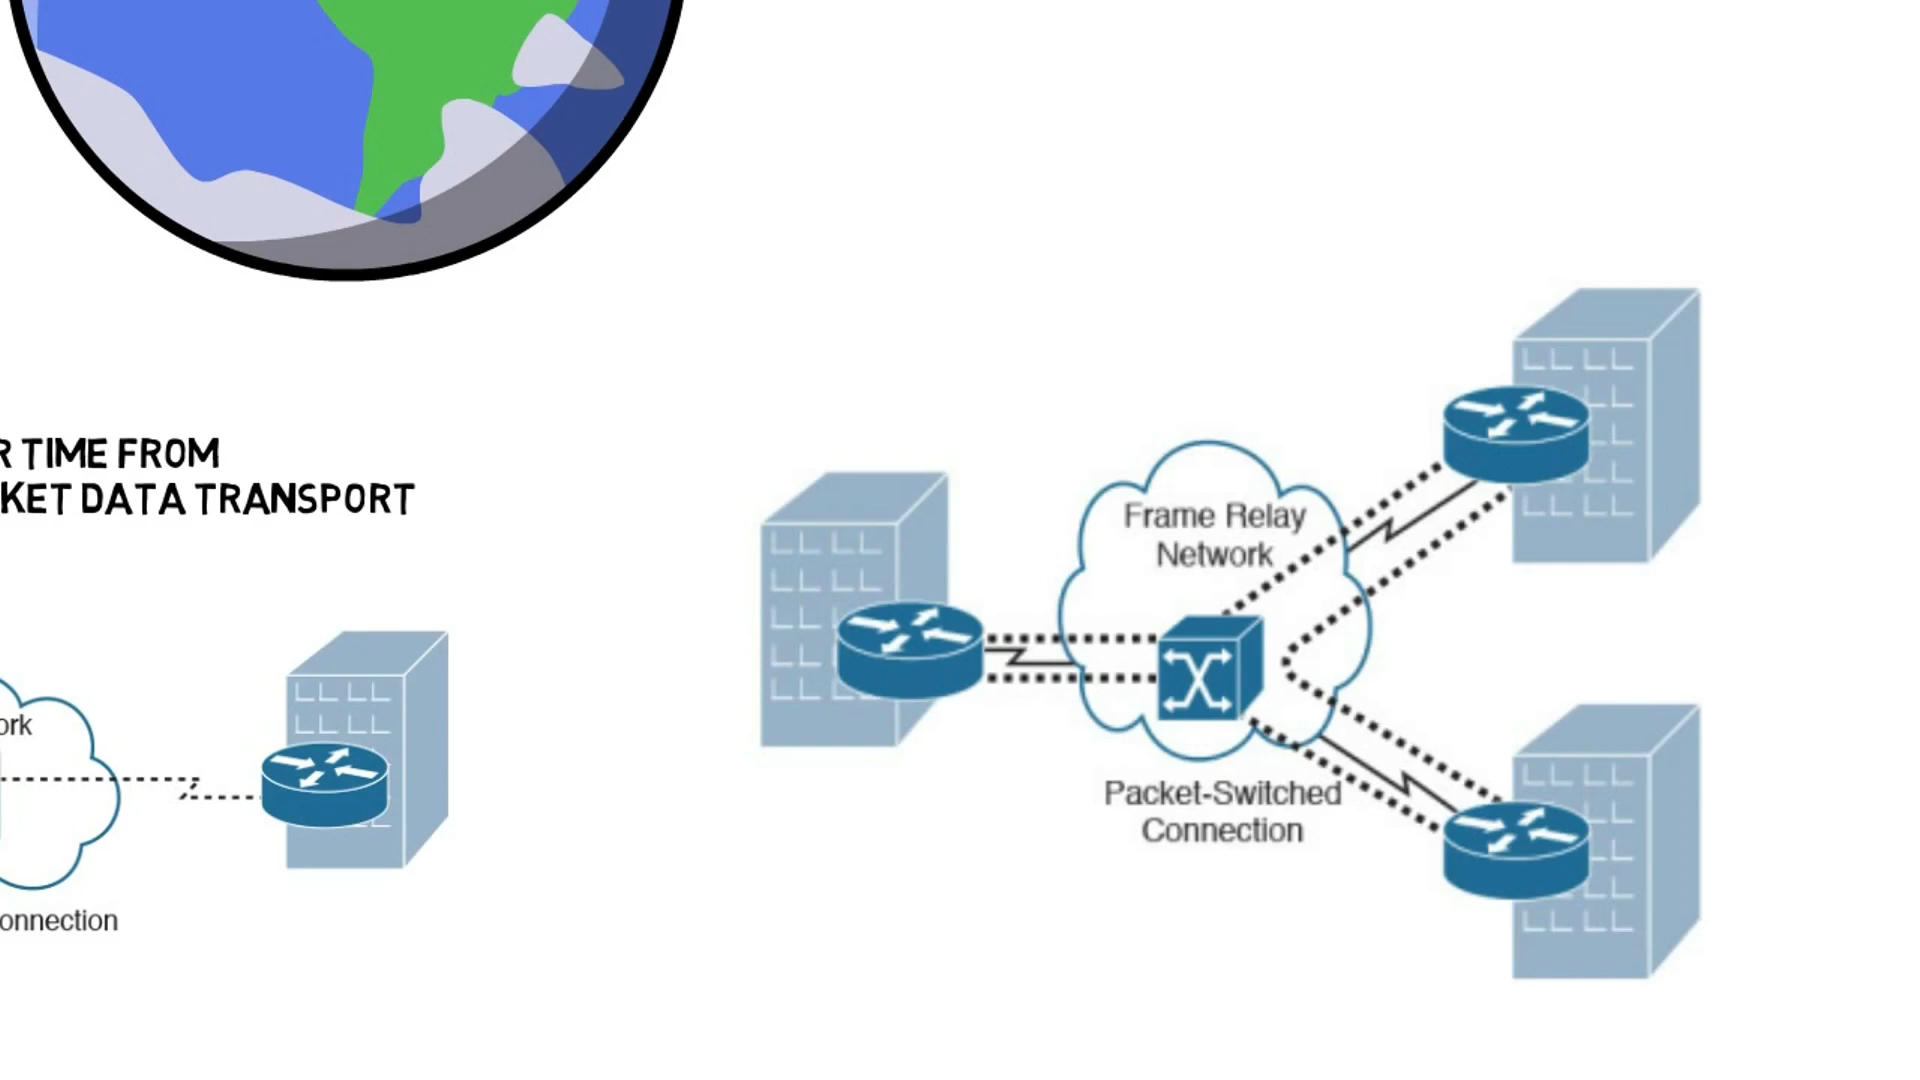 R TIME FROM
KET DATA TRANSPORT
Frame Relay
Network
ork
Packet-Switched
Connection
onnection